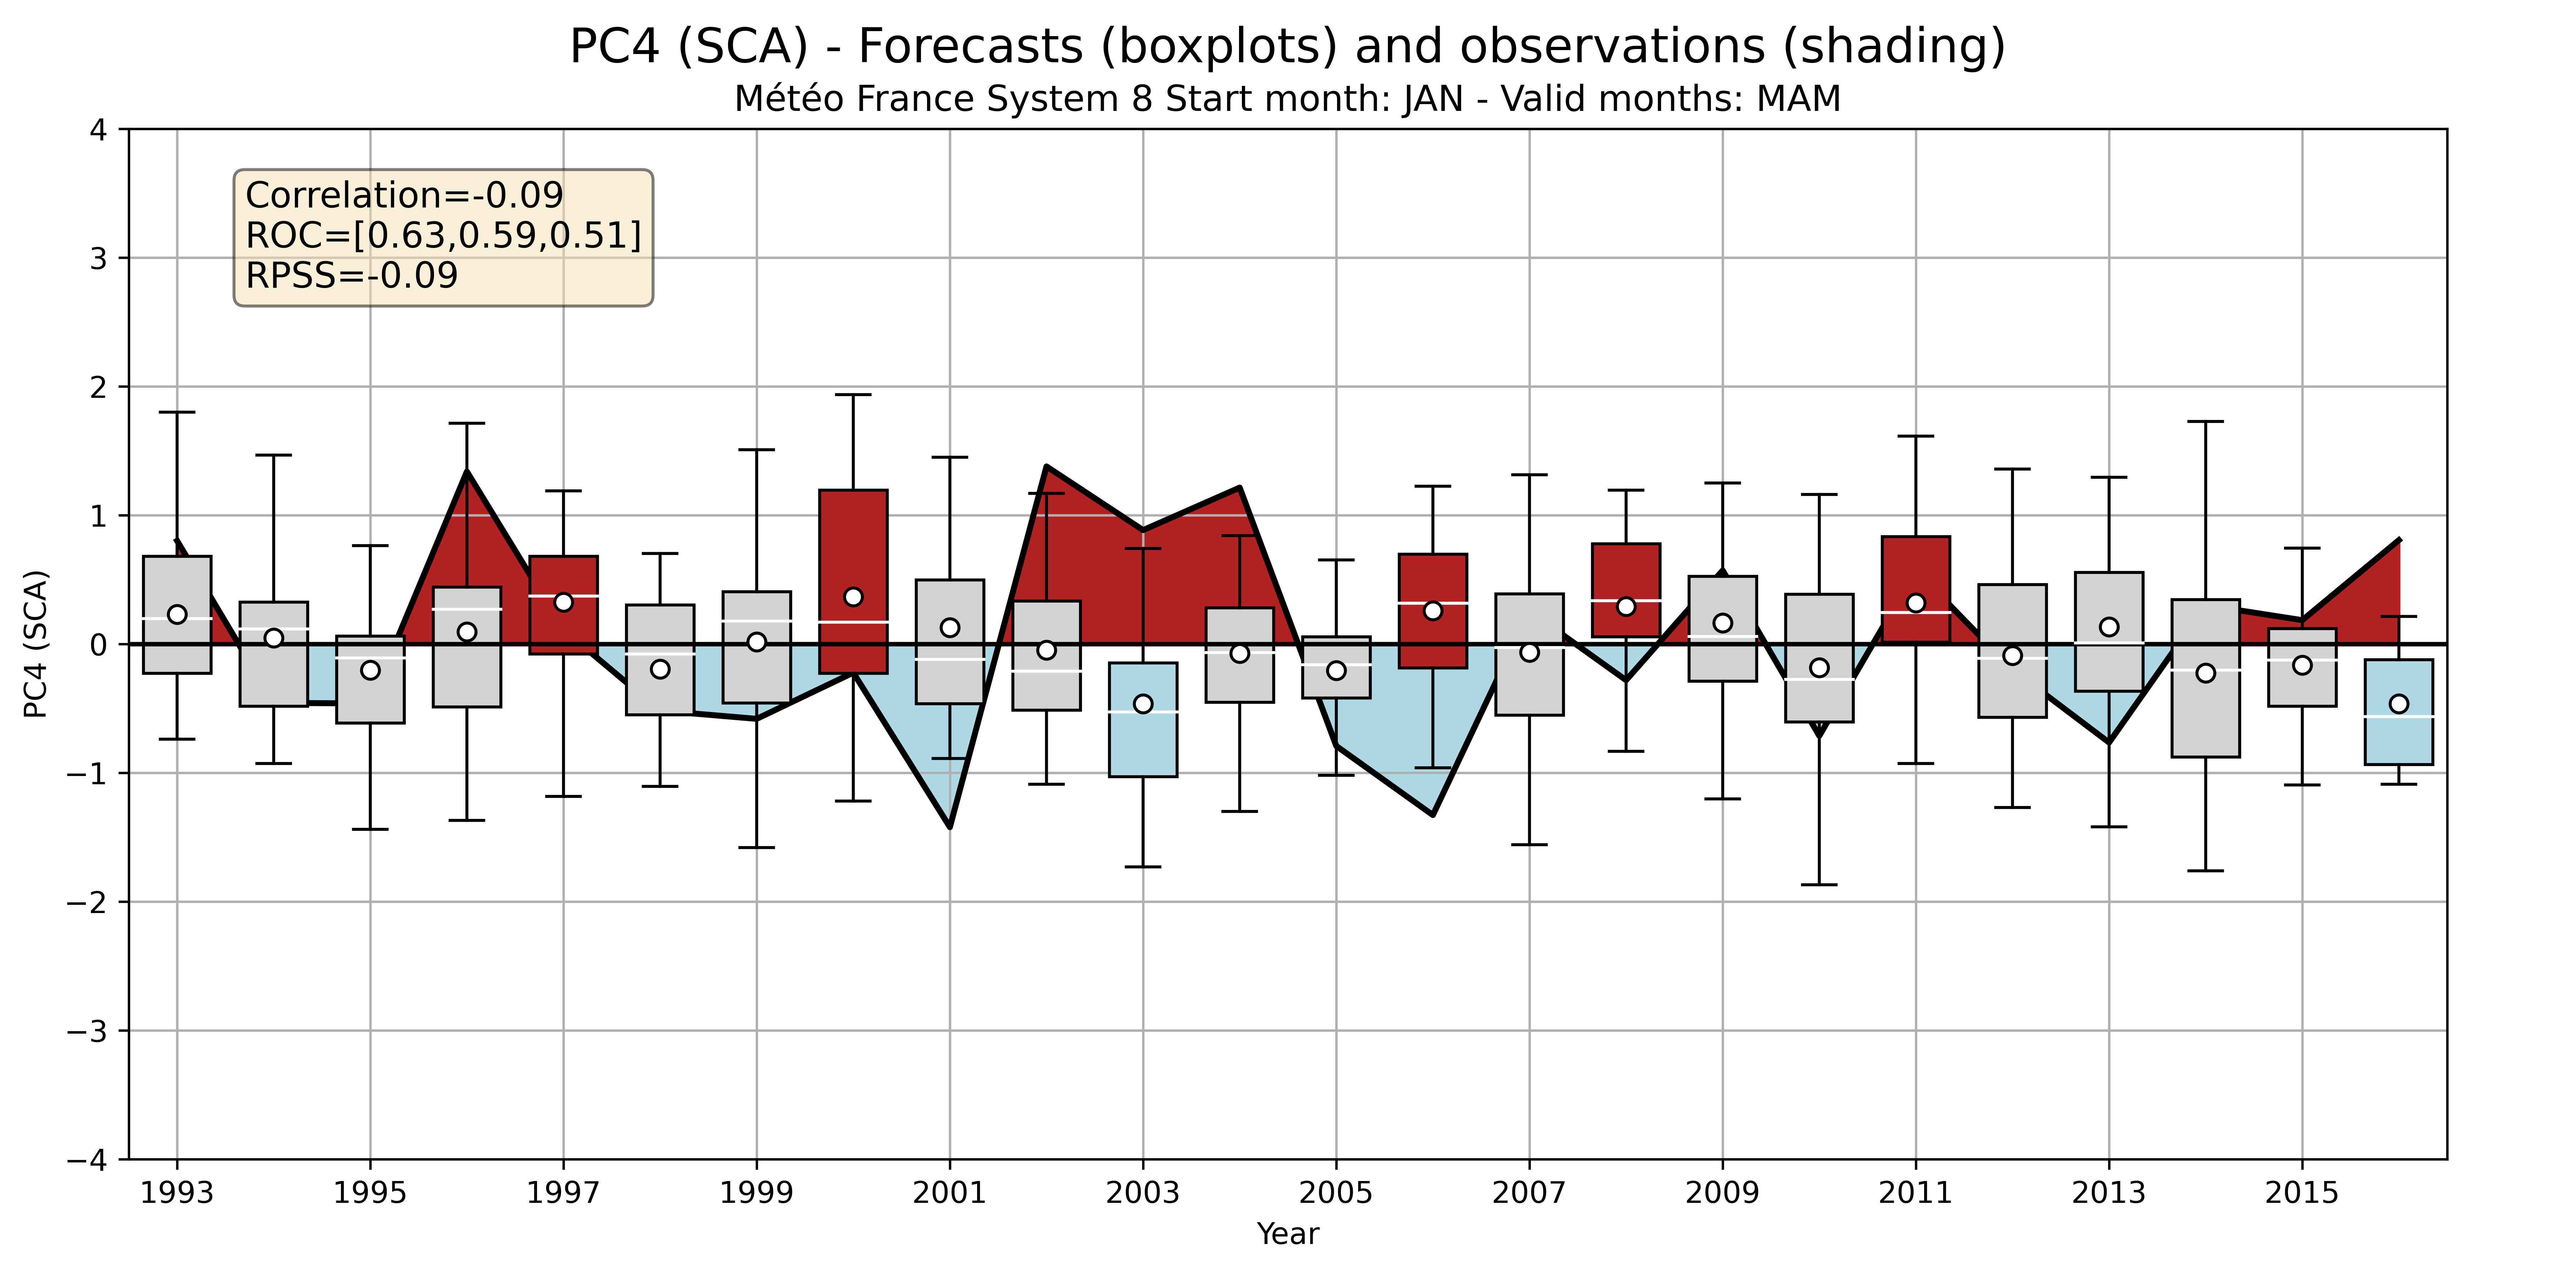 PC4 (SCA) - Forecasts (boxplots) and observations (shading)
Météo France System 8 Start month: JAN - Valid months: MAM
Correlation=-0.09
ROC=[0.63,0.59,0.51]
RPSS=-0.09
PC4 (SCA)
4
3
2
1
0
−1
−2
−3
−4
1993 1995 1997 1999 2001 2003 2005 2007 2009 2011 2013 2015
Year